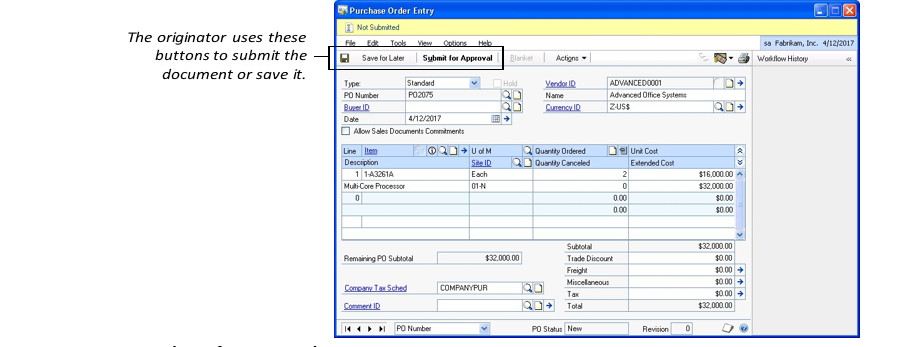 The originator uses these
buttons to submit the
document or save it.
Purchase Order Entry
Not Submitted
File Edit Tools View Options Help
sa Fabrikam, Inc. 4/12/2017
Save for Later Submit for Approval Blanket Actions
Workflow History
Type: Standard Hold
Vendor ID ADVANCED0001
PO Number PO2075
Name Advanced Office Systems
Buyer ID
Currency ID Z-US$
Date 4/12/2017
Allow Sales Documents Commitments
Line Item U of M Quantity Ordered Unit Cost
Description Site ID Quantity Canceled Extended Cost
1 1-A3261A Each 2 $16,000.00
Multi-Core Processor 01-N 0 $32,000.00
0 0.00 $0.00
0.00 $0.00
Subtotal $32,000.00
Remaining PO Subtotal $32,000.00 Trade Discount $0.00
Freight $0.00
Miscellaneous $0.00
Company Tax Sched COMPANYPUR
Tax $0.00
Comment ID Total $32,000.00
PO Number PO Status New Revision 0